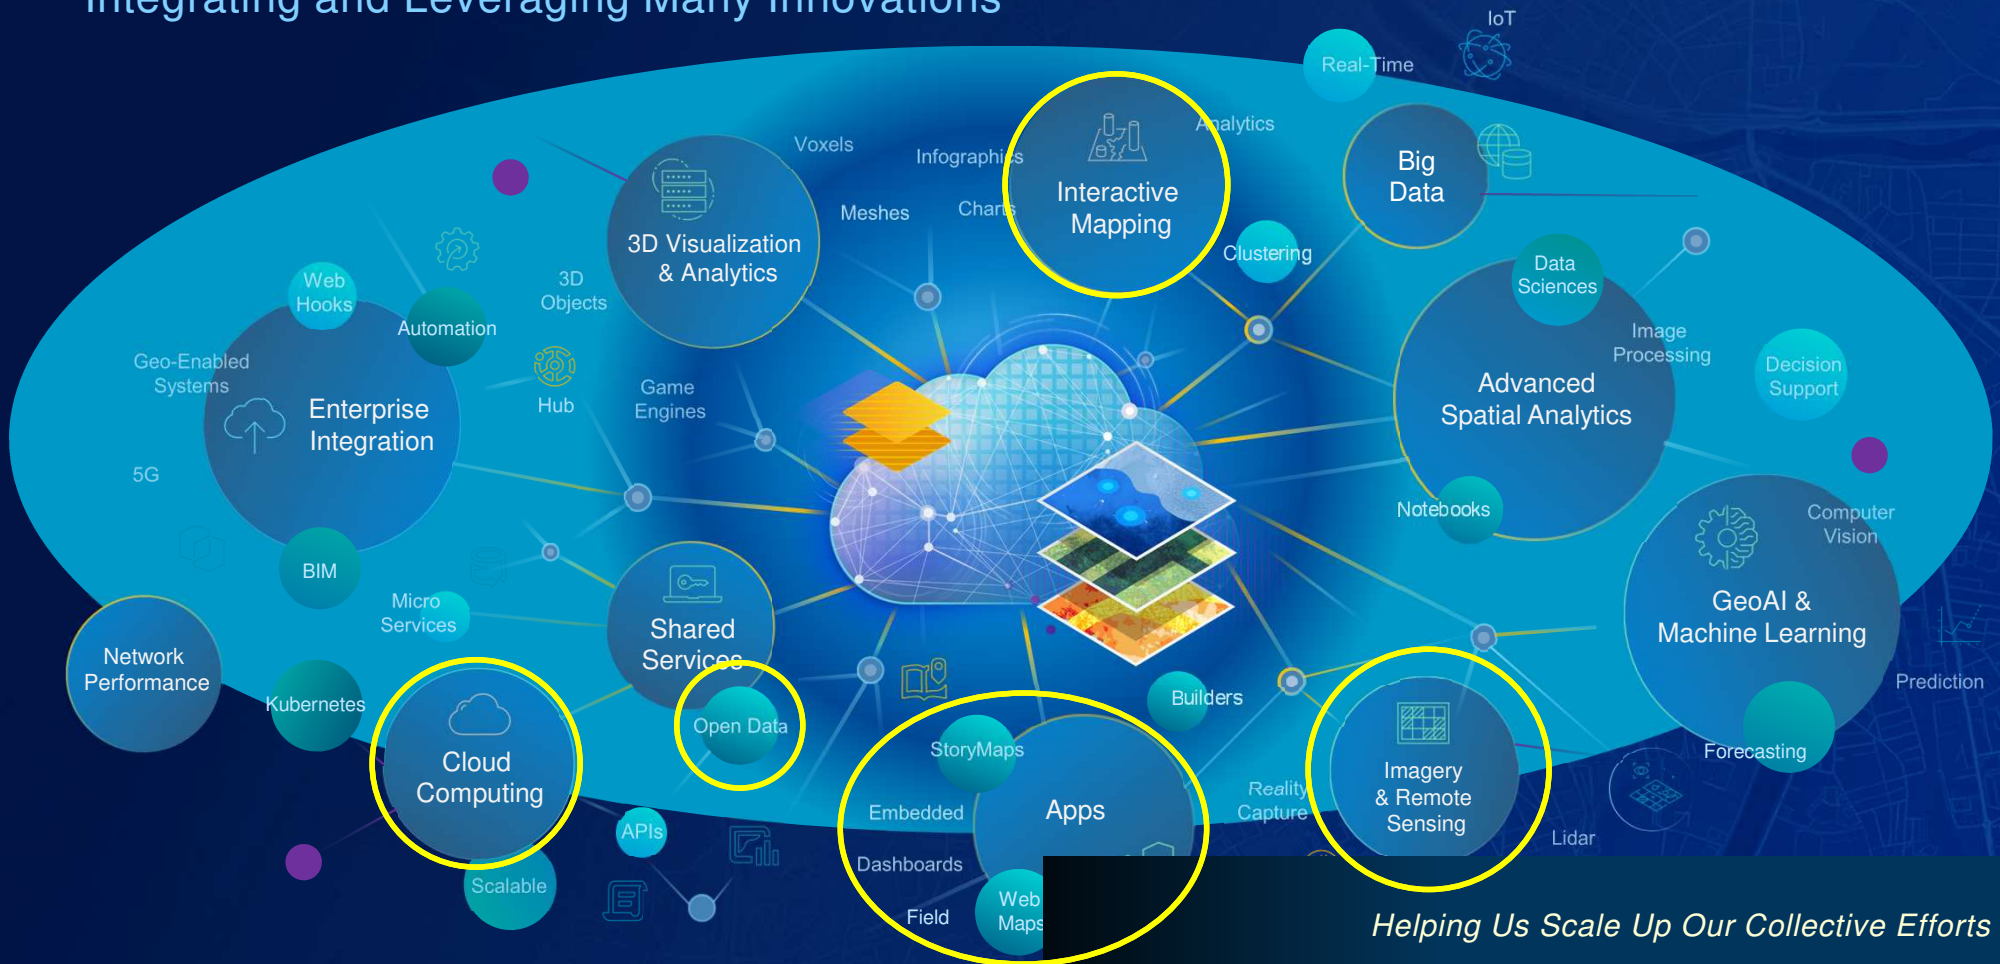 Integrating and Leveraging Many Innovations
IoT
Real-Time
Analytics
Voxels
Infographics
Interactive
Mapping
Big
Data
Meshes
Charts
3D Visualization
& Analytics
Clustering
Data
Sciences
3D
Objects
Web
Hooks
Automation
Image
Processing
Geo-Enabled
Systems
Decision
Support
Hub
Game
Engines
Enterprise
Integration
Advanced
Spatial Analytics
5G
Notebooks
Computer
Vision
BIM
Micro
Services
GeoAI &
Machine Learning
Shared
Services
Network
Performance
Prediction
Kubernetes
Open Data
Builders
StoryMaps
Forecasting
Cloud
Computing
Embedded
Apps
Reality
Capture
Imagery
& Remote
Sensing
APIs
Lidar
Dashboards
Scalable
Field
Web
Maps
Helping Us Scale Up Our Collective Efforts